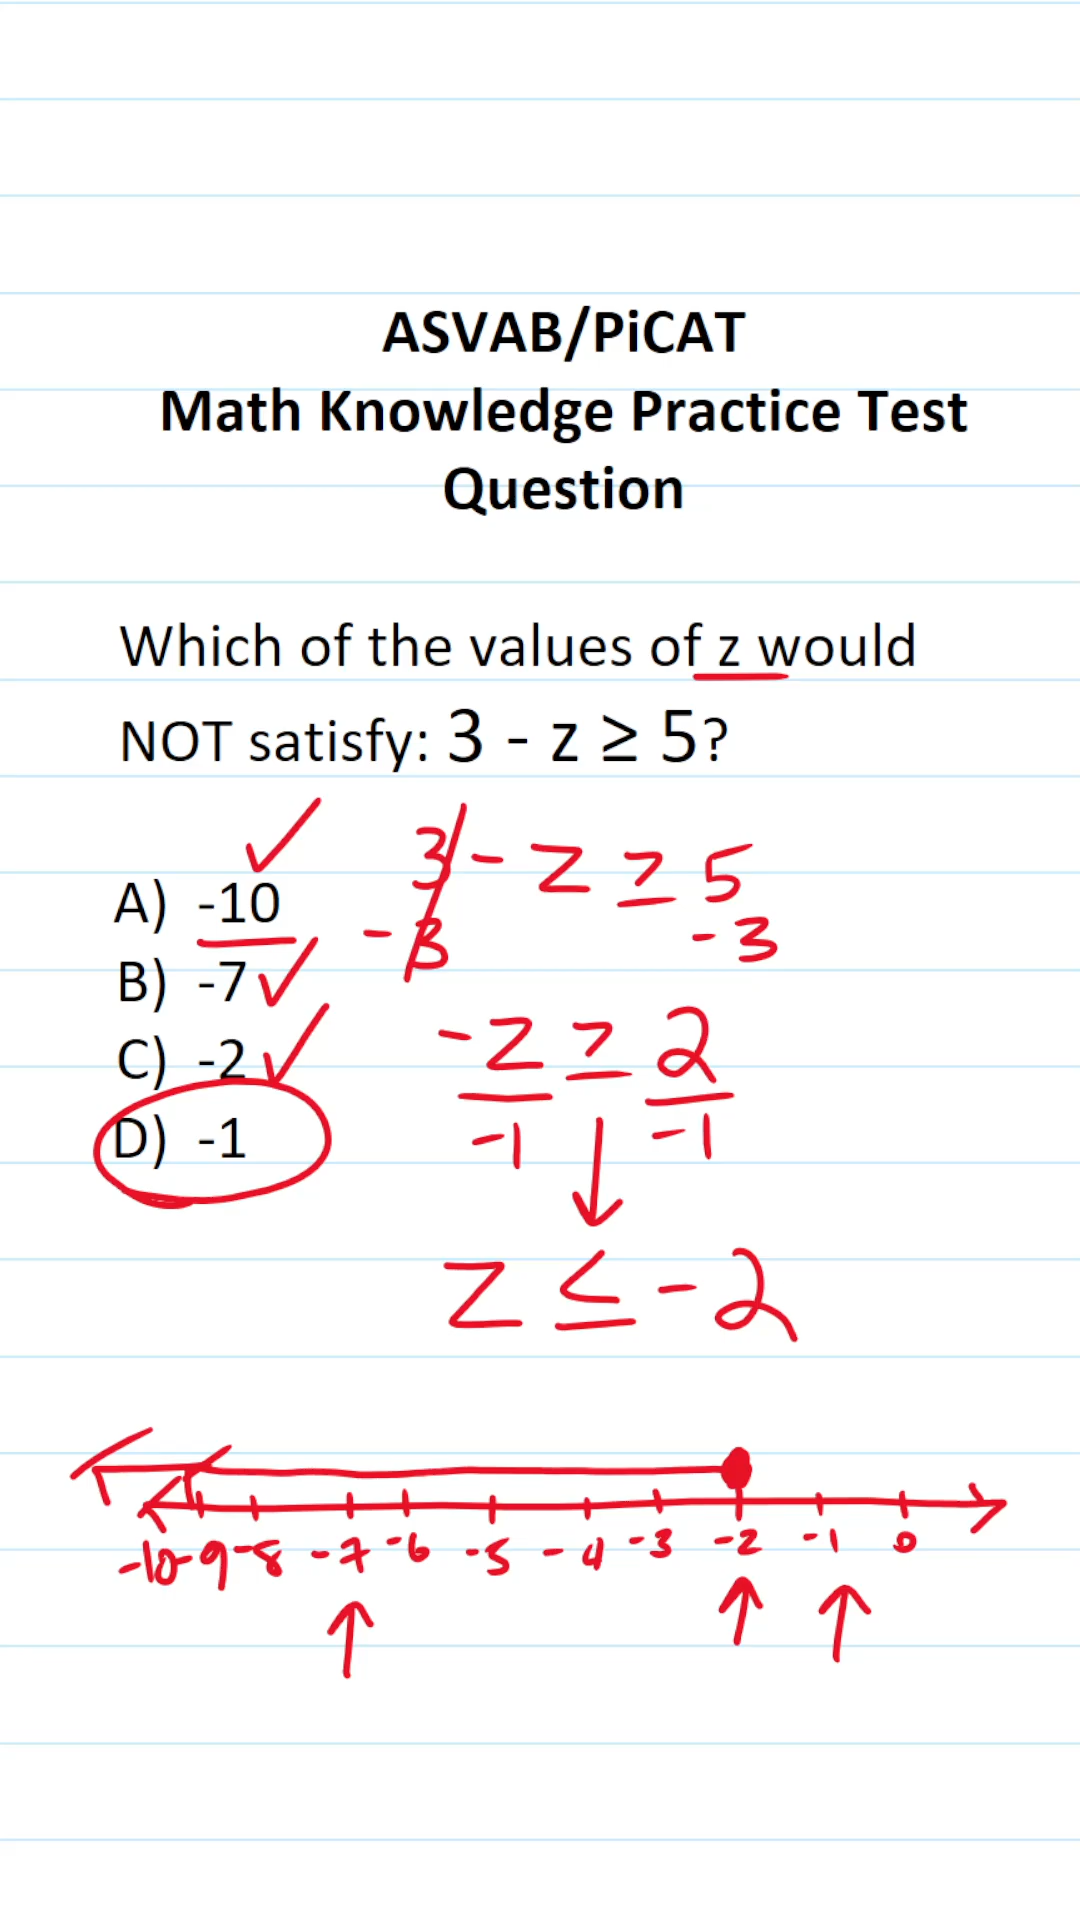 ASVAB/PiCAT
Math Knowledge Practice Test
Question
Which of the values of z would
NOT satisfy: 3 - z ≥ 5?
A) -10
B) -7
C) -2
D) -1
3 - z ≥ 5
-3 -3
-z ≥ 2
-1 -1
z ≤ -2
-10 -9 -8 -7 -6 -5 -4 -3 -2 -1 0